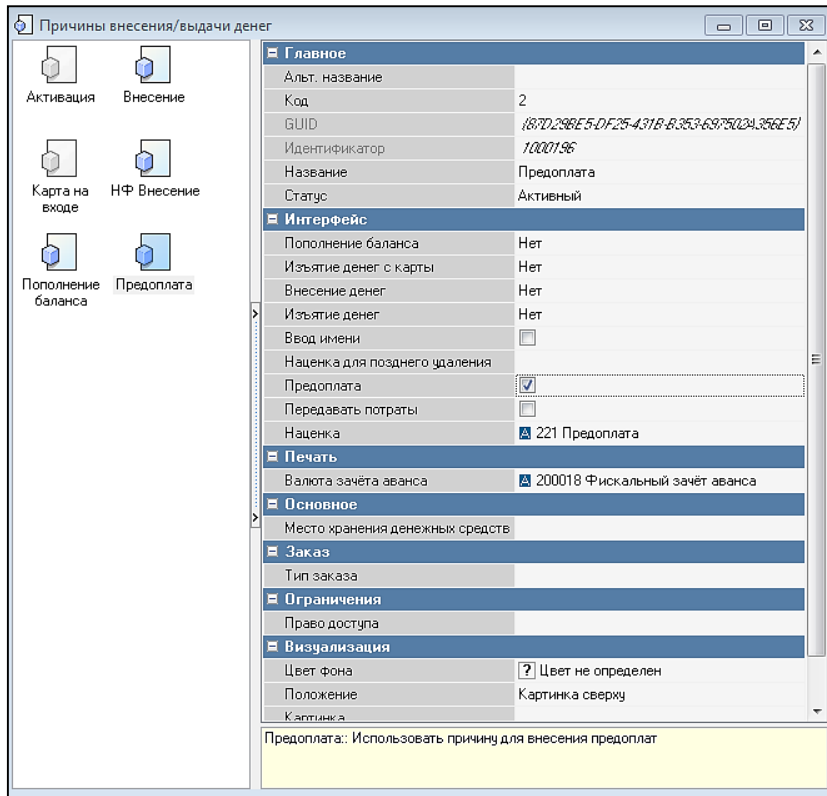 Причины внесения/выдачи денег
Активация
Внесение
Карта на входе
НФ Внесение
Пополнение баланса
Предоплата
Главное
Альт. название
Код 2
GUID {87D29BE5-DF25-431B-B353-697502A356E5}
Идентификатор 1000196
Название Предоплата
Статус Активный
Интерфейс
Пополнение баланса Нет
Изъятие денег с карты Нет
Внесение денег Нет
Изъятие денег Нет
Ввод имени
Наценка для позднего удаления
Предоплата
Передавать потраты
Наценка 221 Предоплата
Печать
Валюта зачёта аванса 200018 Фискальный зачёт аванса
Основное
Место хранения денежных средств
Заказ
Тип заказа
Ограничения
Право доступа
Визуализация
Цвет фона ? Цвет не определен
Положение Картинка сверху
Картинка
Предоплата:: Использовать причину для внесения предоплат